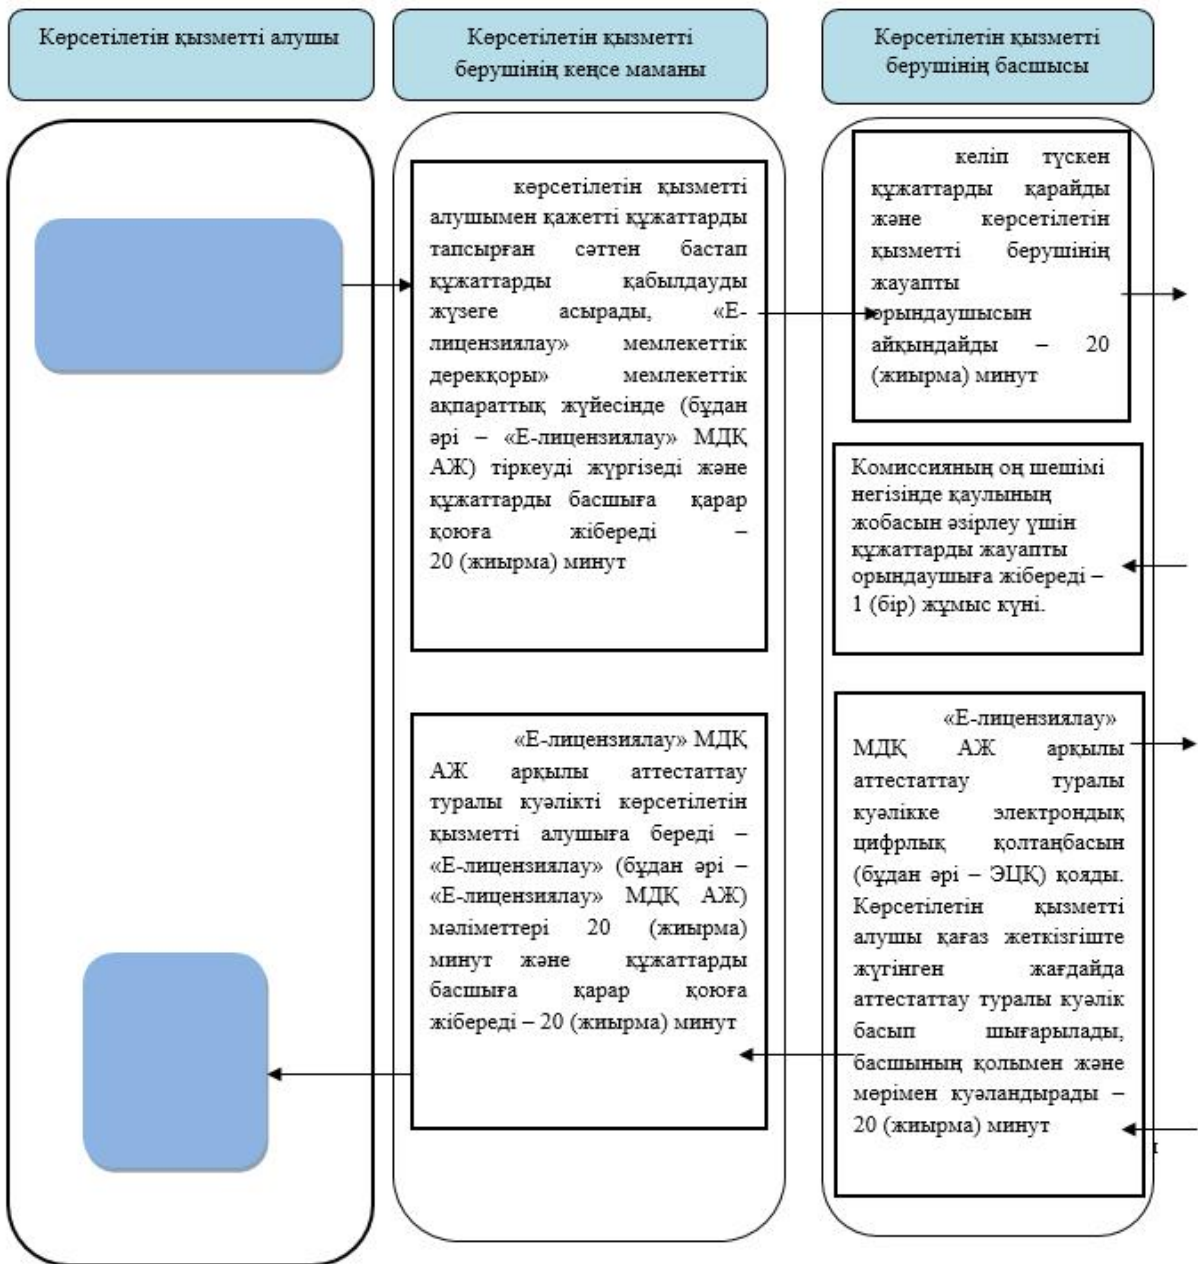 Көрсетілетін қызметті алушы
Көрсетілетін қызметті
берушінің кеңсе маманы
Көрсетілетін қызметті
берушінің басшысы
көрсетілетін қызметті
алушымен қажетті құжаттарды
тапсырған сәттен бастап
құжаттарды қабылдауды
жүзеге асырады, «Е-
лицензиялау» мемлекеттік
дерекқоры» мемлекеттік
ақпараттық жүйесінде (бұдан
әрі – «Е-лицензиялау» МДҚ
АЖ) тіркеуді жүргізеді және
құжаттарды басшыға қарар
қоюға жібереді –
20 (жиырма) минут
келіп түскен
құжаттарды қарайды
және көрсетілетін
қызметті берушінің
жауапты
орындаушысын
айқындайды – 20
(жиырма) минут
Комиссияның оң шешімі
негізінде қаулының
жобасын әзірлеу үшін
құжаттарды жауапты
орындаушыға жібереді –
1 (бір) жұмыс күні.
«Е-лицензиялау» МДҚ
АЖ арқылы аттестаттау
туралы куәлікті көрсетілетін
қызметті алушыға береді –
«Е-лицензиялау» (бұдан әрі –
«Е-лицензиялау» МДҚ АЖ)
мәліметтері 20 (жиырма)
минут және құжаттарды
басшыға қарар қоюға
жібереді – 20 (жиырма) минут
«Е-лицензиялау»
МДҚ АЖ арқылы
аттестаттау туралы
куәлікке электрондық
цифрлық қолтаңбасын
(бұдан әрі – ЭЦҚ) қояды.
Көрсетілетін қызметті
алушы қағаз жеткізгіште
жүгінген жағдайда
аттестаттау туралы куәлік
басып шығарылады,
басшының қолымен және
мөрімен куәландырады –
20 (жиырма) минут